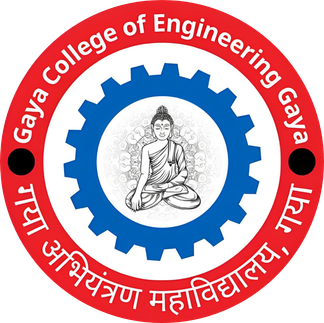 Gaya College of Engineering Gaya
गया अभियंत्रण महाविद्यालय, गया